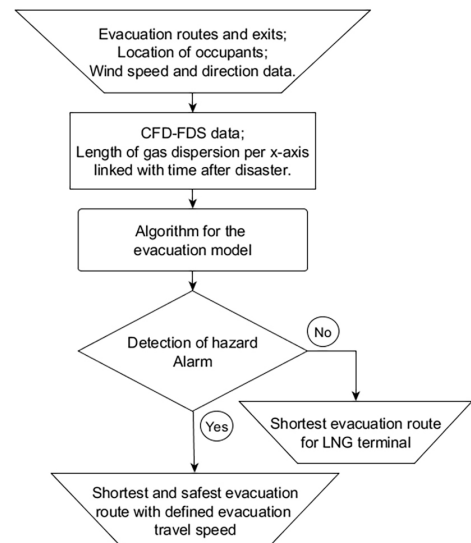 Evacuation routes and exits;
Location of occupants;
Wind speed and direction data.
CFD-FDS data;
Length of gas dispersion per x-axis
linked with time after disaster.
Algorithm for the
evacuation model
Detection of hazard
Alarm
No
Shortest evacuation route
for LNG terminal
Yes
Shortest and safest evacuation
route with defined evacuation
travel speed